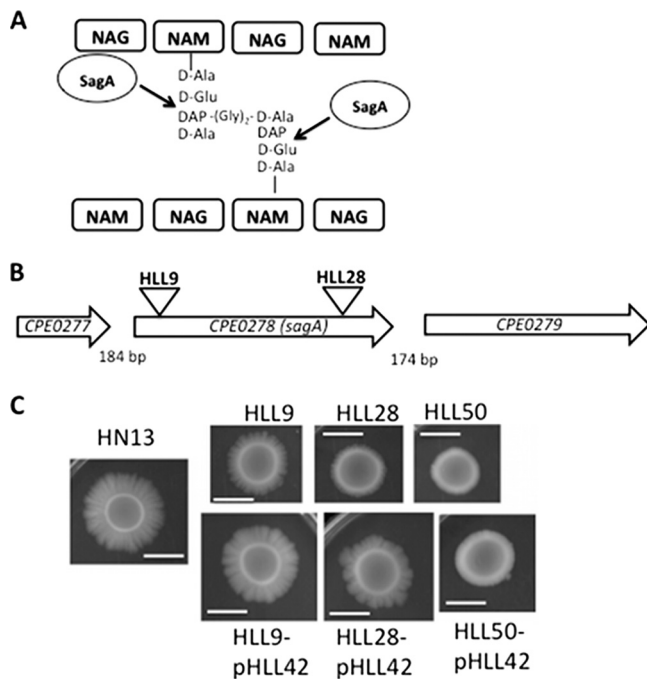 A
NAG NAM NAG NAM
SagA
D-Ala
D-Glu
DAP-(Gly)2-D-Ala
D-Ala
DAP
D-Glu
D-Ala
SagA
NAM NAG NAM NAG
B
HLL9 HLL28
CPE0277 CPE0278 (sagA) CPE0279
184 bp 174 bp
C
HN13
HLL9 HLL28 HLL50
HLL9-
pHLL42
HLL28-
pHLL42
HLL50-
pHLL42